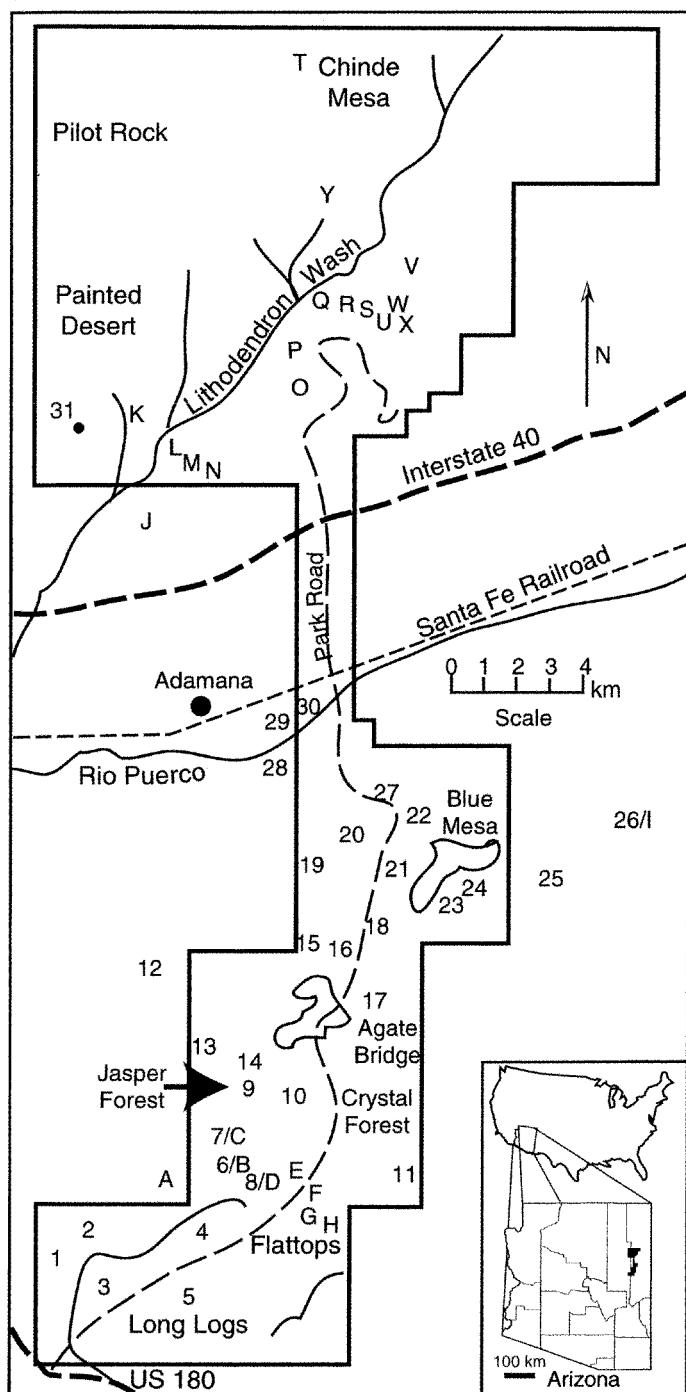 T
Chinde
Mesa
Pilot Rock
Y
Lithodendron Wash
V
Painted
Desert
Q
R
S
U
W
X
P
O
N
31
K
L
M
N
Interstate 40
J
Park Road
Santa Fe Railroad
0 1 2 3 4
km
Scale
Adamana
30
29
28
Rio Puerco
27
22
Blue
Mesa
26/I
20
19
21
25
24
23
18
15
16
12
17
Agate
Bridge
13
14
Jasper
Forest
9
10
Crystal
Forest
7/C
6/B
8/D
E
11
A
F
G
H
Flattops
2
4
1
3
5
Long Logs
US 180
100 km
Arizona